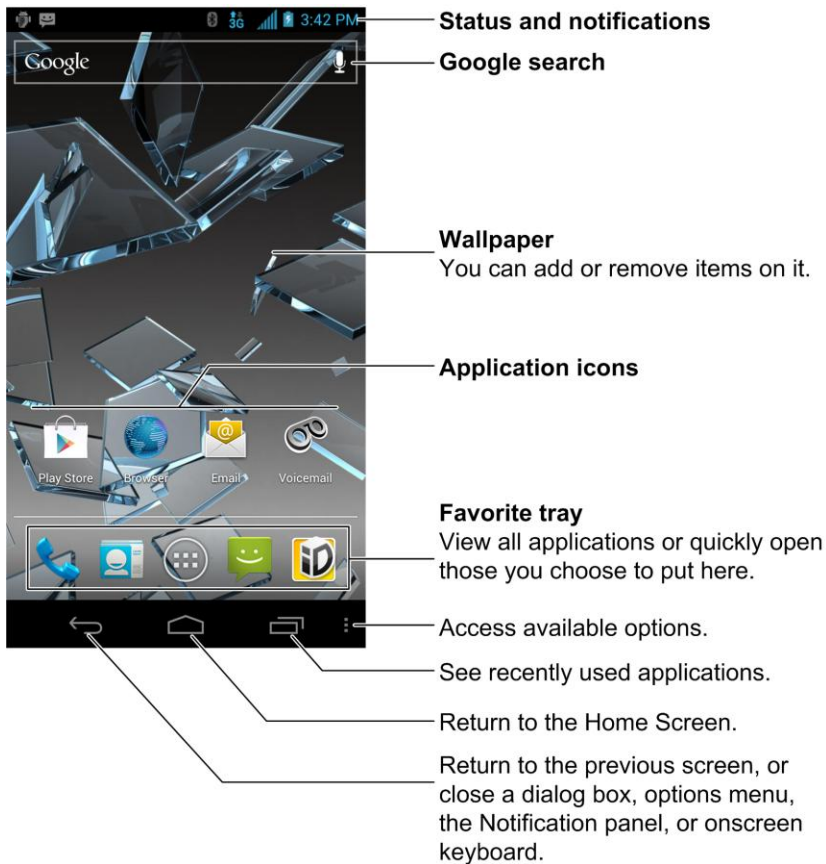 3G 3:42 PM
Status and notifications
Google
Google search
Wallpaper
You can add or remove items on it.
Application icons
Play Store Browser Email Voicemail
Favorite tray
View all applications or quickly open
those you choose to put here.
iD
Access available options.
See recently used applications.
Return to the Home Screen.
Return to the previous screen, or
close a dialog box, options menu,
the Notification panel, or onscreen
keyboard.